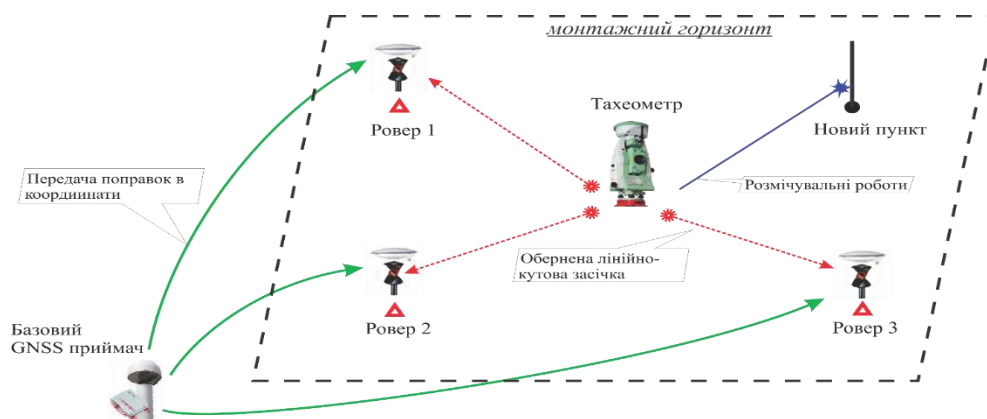 монтажний горизонт
Ровер 1
Тахеометр
Новий пункт
Передача поправок в
координнати
Розмічувальні роботи
Обернена лінійно-
кутова засічка
Ровер 2
Ровер 3
Базовий
GNSS приймач